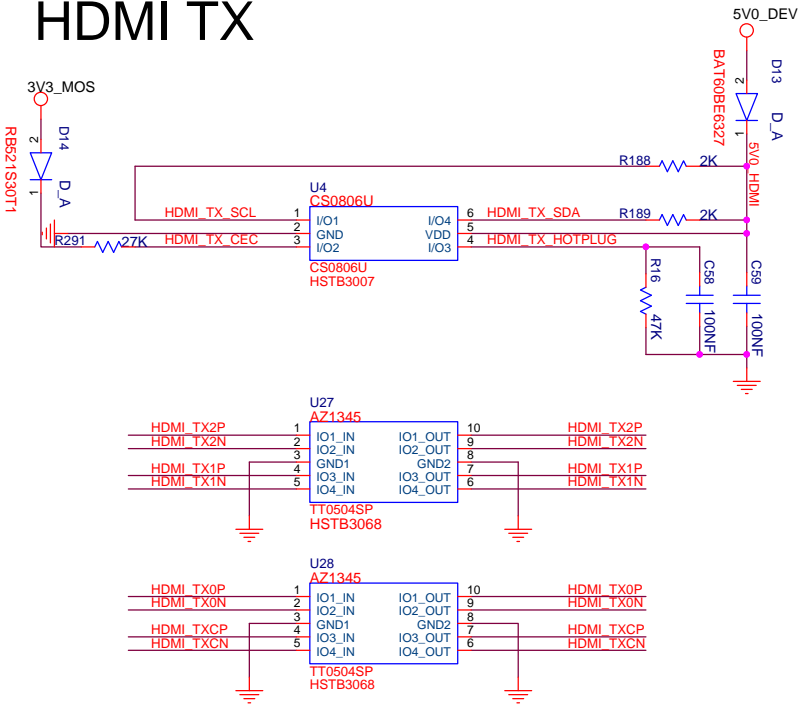 HDMI TX
5V0_DEV
3V3_MOS
D13
BAT60BE6327
2
D_A
1
5V0_HDMI
D14
RB521S30T1
2
D_A
1
R188 2K
U4
CS0806U
HDMI_TX_SCL 1 I/O1 I/O4 6 HDMI_TX_SDA R189 2K
2 GND VDD 5
R291 27K HDMI_TX_CEC 3 I/O2 I/O3 4 HDMI_TX_HOTPLUG
CS0806U
HSTB3007
R16
47K
C58
100NF
C59
100NF
U27
AZ1345
HDMI_TX2P 1 IO1_IN IO1_OUT 10 HDMI_TX2P
HDMI_TX2N 2 IO2_IN IO2_OUT 9 HDMI_TX2N
3 GND1 GND2 8
HDMI_TX1P 4 IO3_IN IO3_OUT 7 HDMI_TX1P
HDMI_TX1N 5 IO4_IN IO4_OUT 6 HDMI_TX1N
TT0504SP
HSTB3068
U28
AZ1345
HDMI_TX0P 1 IO1_IN IO1_OUT 10 HDMI_TX0P
HDMI_TX0N 2 IO2_IN IO2_OUT 9 HDMI_TX0N
3 GND1 GND2 8
HDMI_TXCP 4 IO3_IN IO3_OUT 7 HDMI_TXCP
HDMI_TXCN 5 IO4_IN IO4_OUT 6 HDMI_TXCN
TT0504SP
HSTB3068